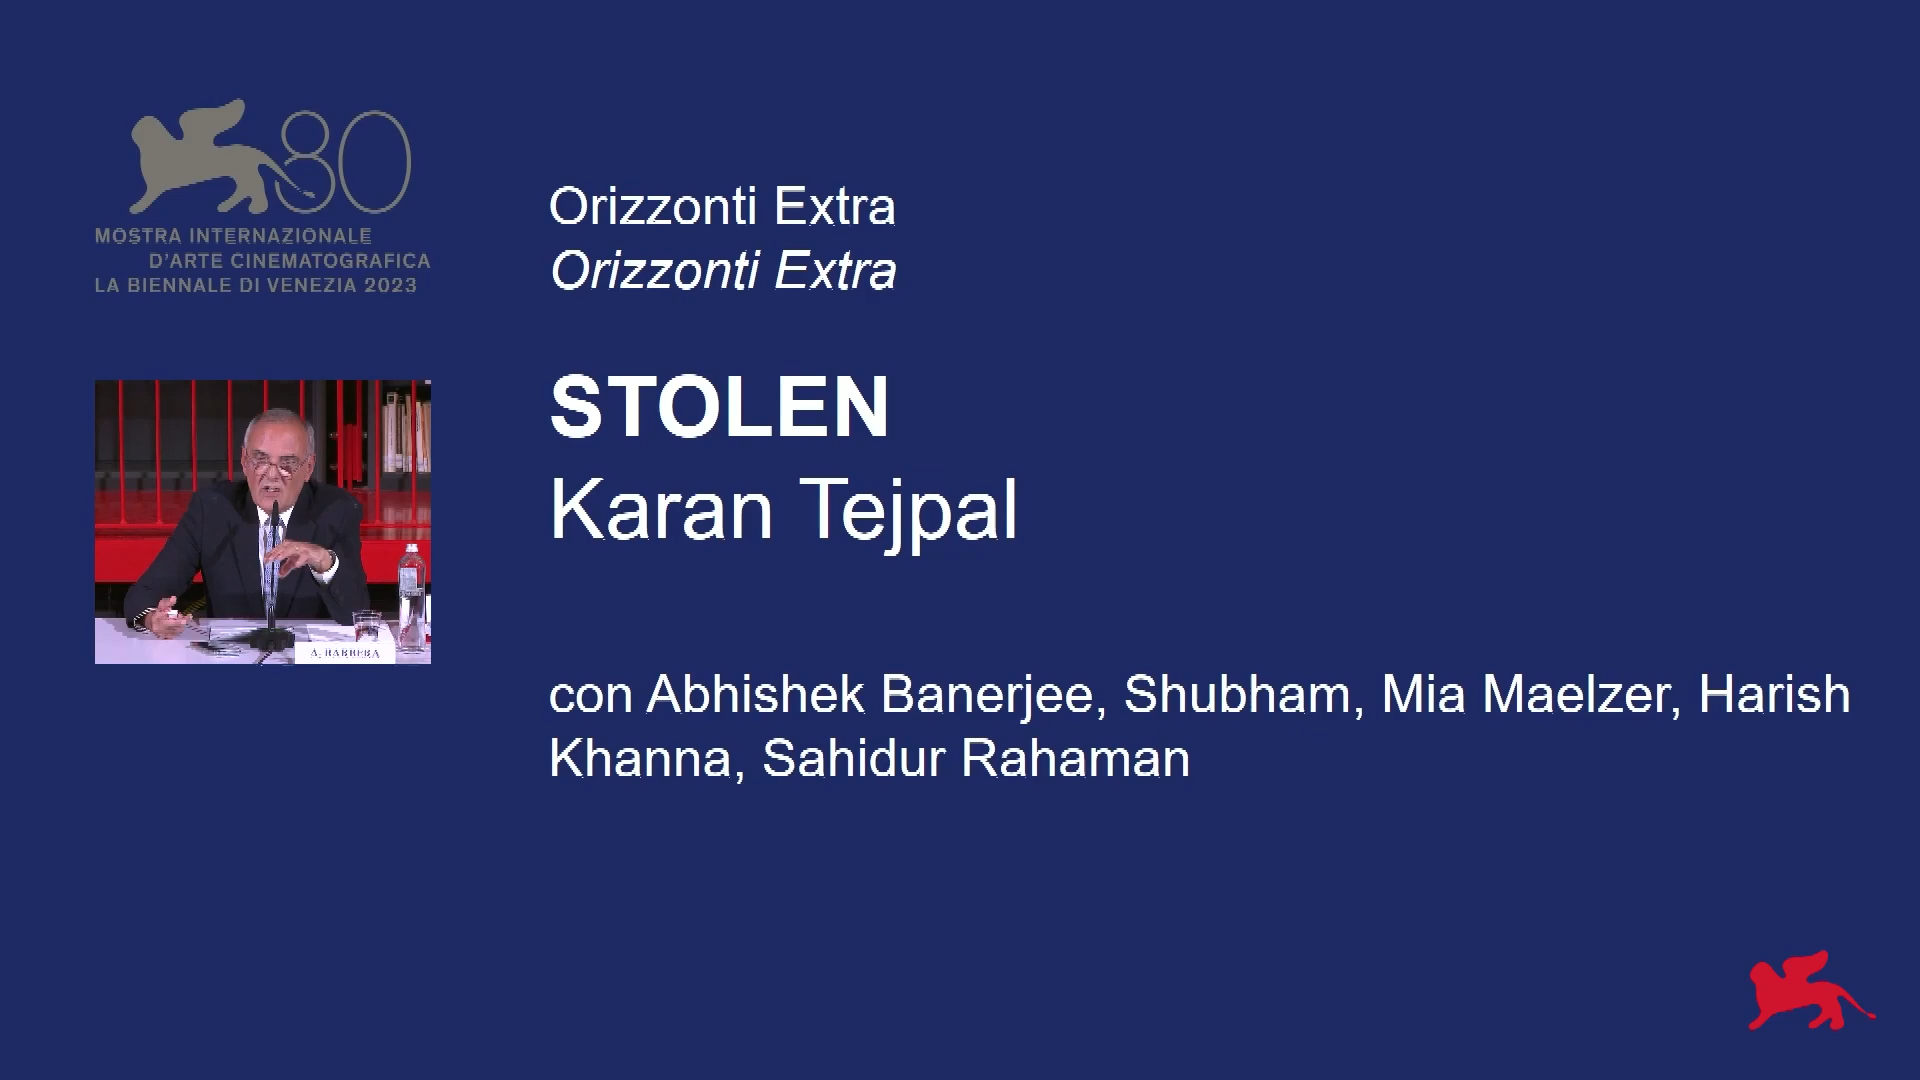 80
MOSTRA INTERNAZIONALE
D'ARTE CINEMATOGRAFICA
LA BIENNALE DI VENEZIA 2023
Orizzonti Extra
Orizzonti Extra
STOLEN
Karan Tejpal
con Abhishek Banerjee, Shubham, Mia Maelzer, Harish
Khanna, Sahidur Rahaman
A. BARBERA